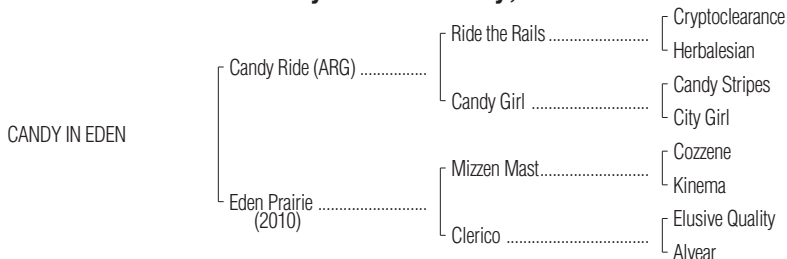 Cryptoclearance
Ride the Rails
Herbalesian
Candy Ride (ARG)
Candy Stripes
Candy Girl
City Girl
CANDY IN EDEN
Cozzene
Mizzen Mast
Kinema
Eden Prairie
(2010)
Elusive Quality
Clerico
Alvear